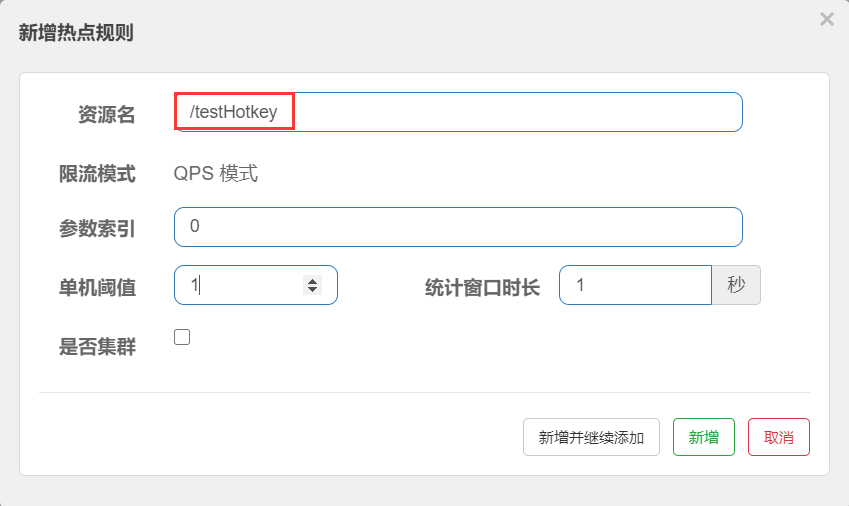 新增热点规则
资源名 /testHotkey
限流模式 QPS 模式
参数索引 0
单机阈值 1 统计窗口时长 1 秒
是否集群
新增并继续添加 新增 取消